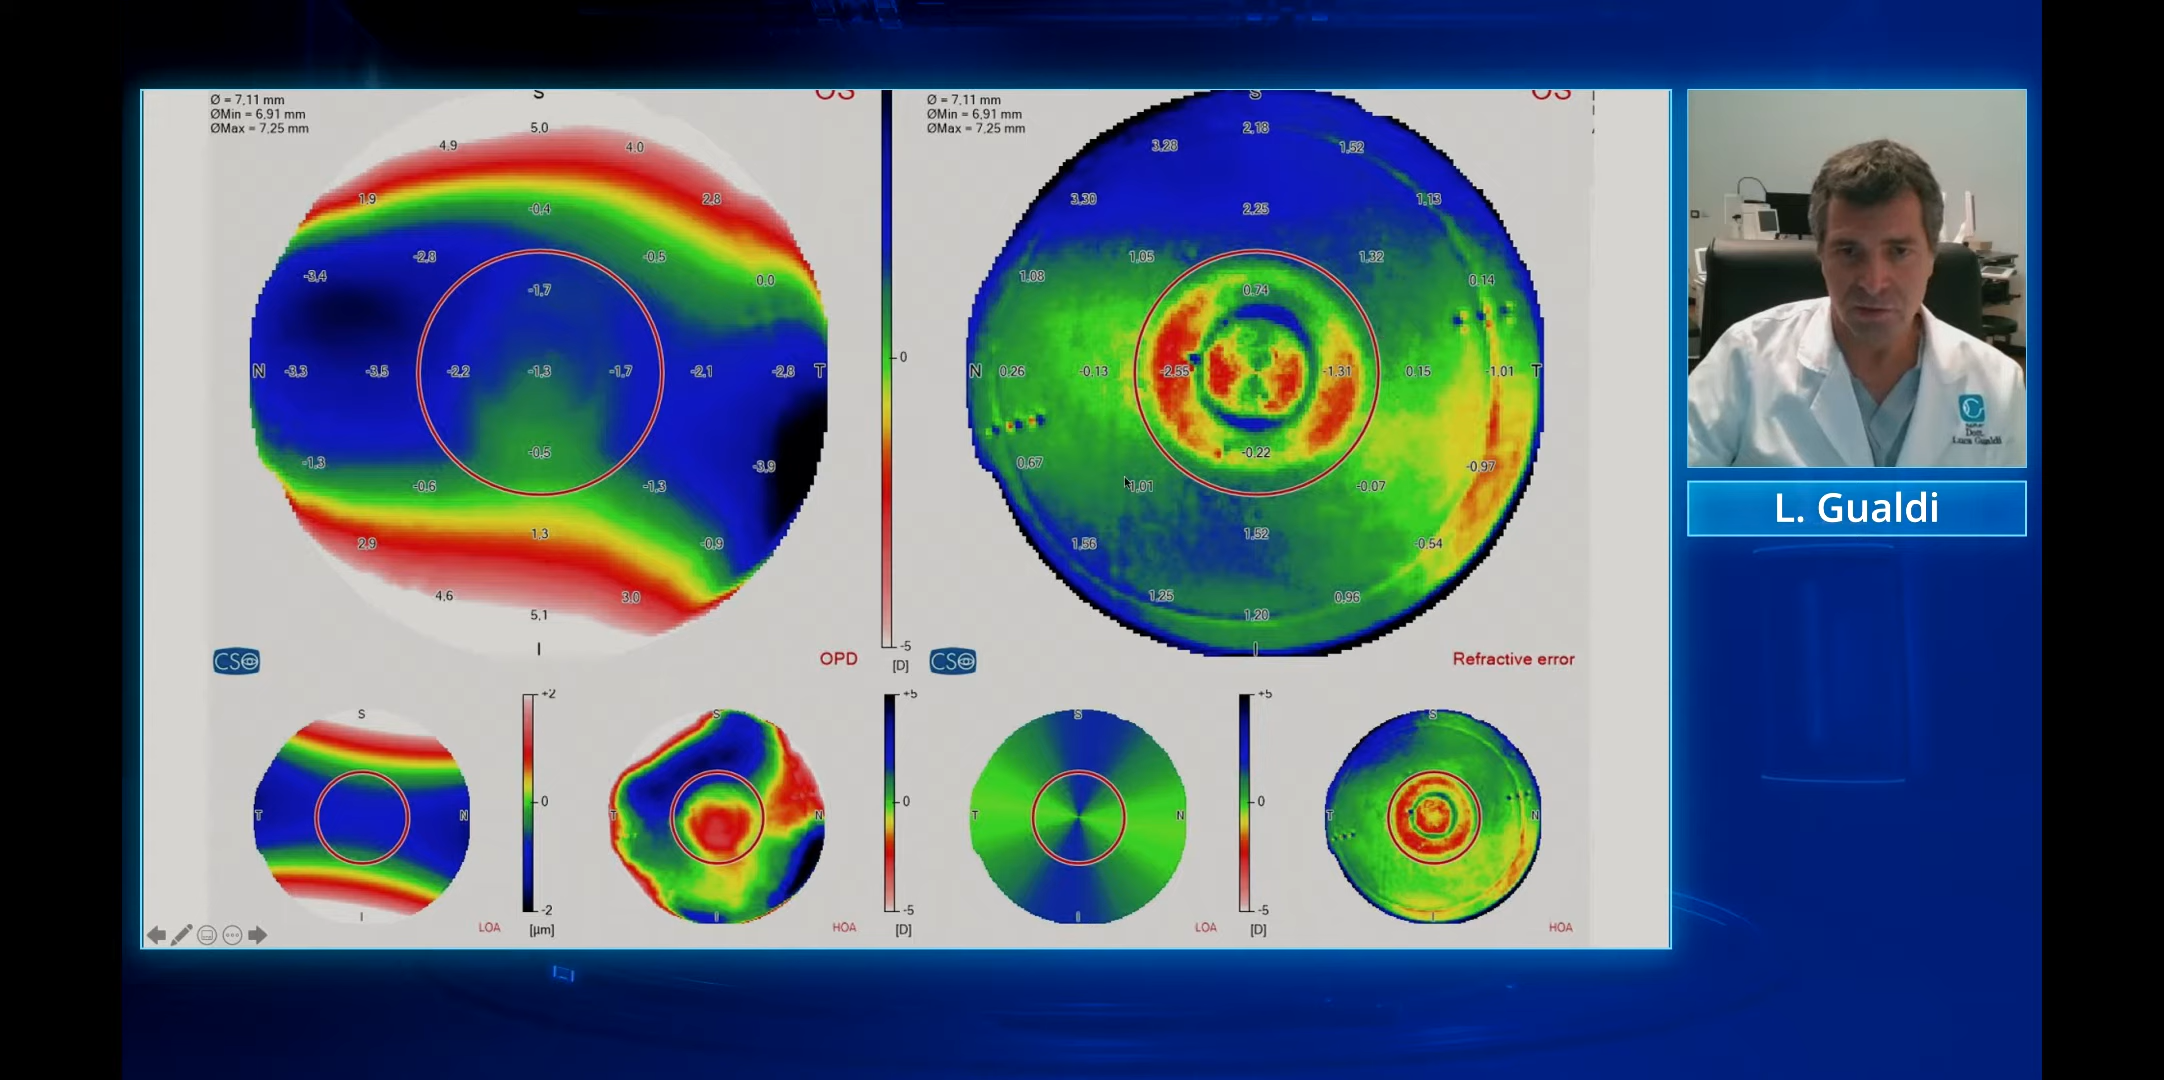 Ø = 7,11 mm
ØMin = 6,91 mm
ØMax = 7,25 mm
S
OS
5.0
4.9
4.0
1.9
2.8
-0.4
-2.8
-0.5
-3.4
0.0
-1.7
N
-3.3
-3.5
-2.2
-1.3
-1.7
-2.1
-2.8
T
-0.5
-1.3
-3.9
-0.6
-1.3
2.9
1.3
-0.9
4.6
3.0
5.1
I
CSO
OPD
0
-5
[D]
Ø = 7,11 mm
ØMin = 6,91 mm
ØMax = 7,25 mm
S
OS
2,18
3,28
1,52
3,30
1,13
2,25
1,05
1,32
1,08
0,14
0,74
N
0,26
-0,13
-2,55
-1,31
0,15
-1,01
T
-0,22
0,67
-0,97
-1,01
-0,07
1,56
1,52
-0,54
1,25
0,96
1,20
I
CSO
Refractive error
S
T
N
I
LOA
+2
0
-2
[µm]
S
T
N
I
HOA
+5
0
-5
[D]
S
T
N
I
LOA
+5
0
-5
[D]
S
T
N
I
HOA
L. Gualdi
Dott.
Luca Gualdi